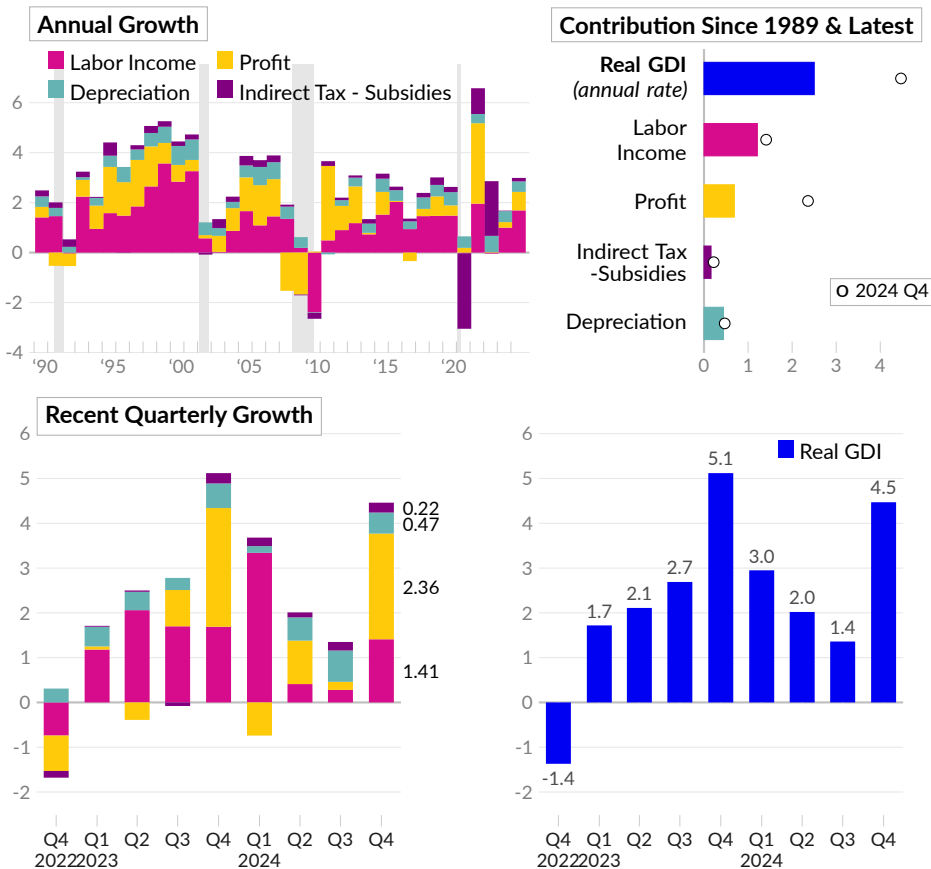 Annual Growth
Labor Income
Profit
Depreciation
Indirect Tax - Subsidies
6
4
2
0
-2
-4
‘90
‘95
‘00
‘05
‘10
‘15
‘20
Contribution Since 1989 & Latest
Real GDI
(annual rate)
Labor
Income
Profit
Indirect Tax
-Subsidies
Depreciation
2024 Q4
0 1 2 3 4
Recent Quarterly Growth
6
5
4
3
2
1
0
-1
-2
0.22
0.47
2.36
1.41
Q4 Q1 Q2 Q3 Q4 Q1 Q2 Q3 Q4
2022 2023 2024
Real GDI
6
5
4
3
2
1
0
-1
-2
-1.4
1.7
2.1
2.7
5.1
3.0
2.0
1.4
4.5
Q4 Q1 Q2 Q3 Q4 Q1 Q2 Q3 Q4
2022 2023 2024